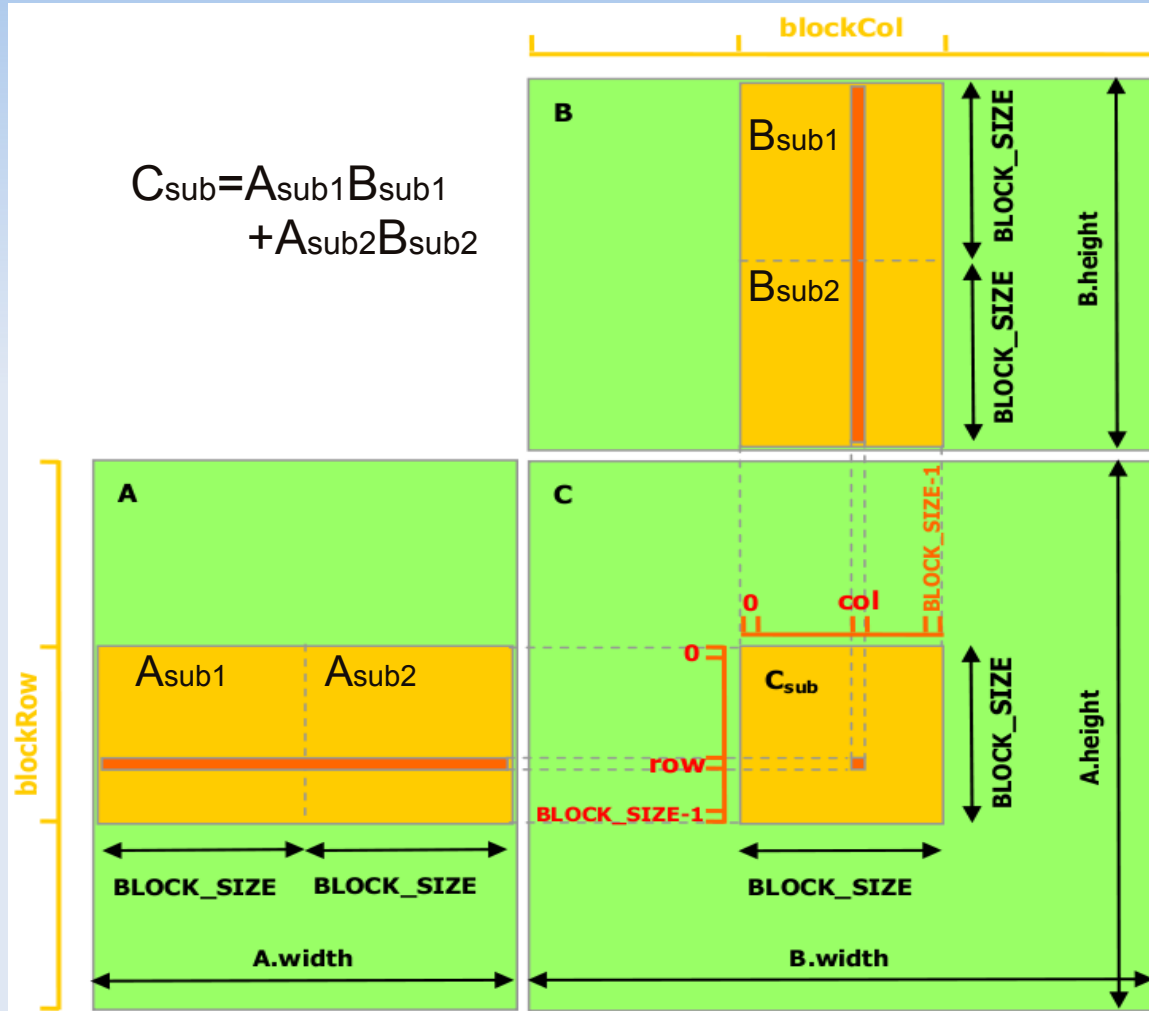 blockCol
B
Bsub1
BLOCK_SIZE
Csub=Asub1Bsub1
+Asub2Bsub2
B.height
Bsub2
BLOCK_SIZE
A
C
BLOCK_SIZE-1
0
col
blockRow
Asub1
Asub2
0
Csub
BLOCK_SIZE
A.height
row
BLOCK_SIZE-1
BLOCK_SIZE
BLOCK_SIZE
BLOCK_SIZE
A.width
B.width